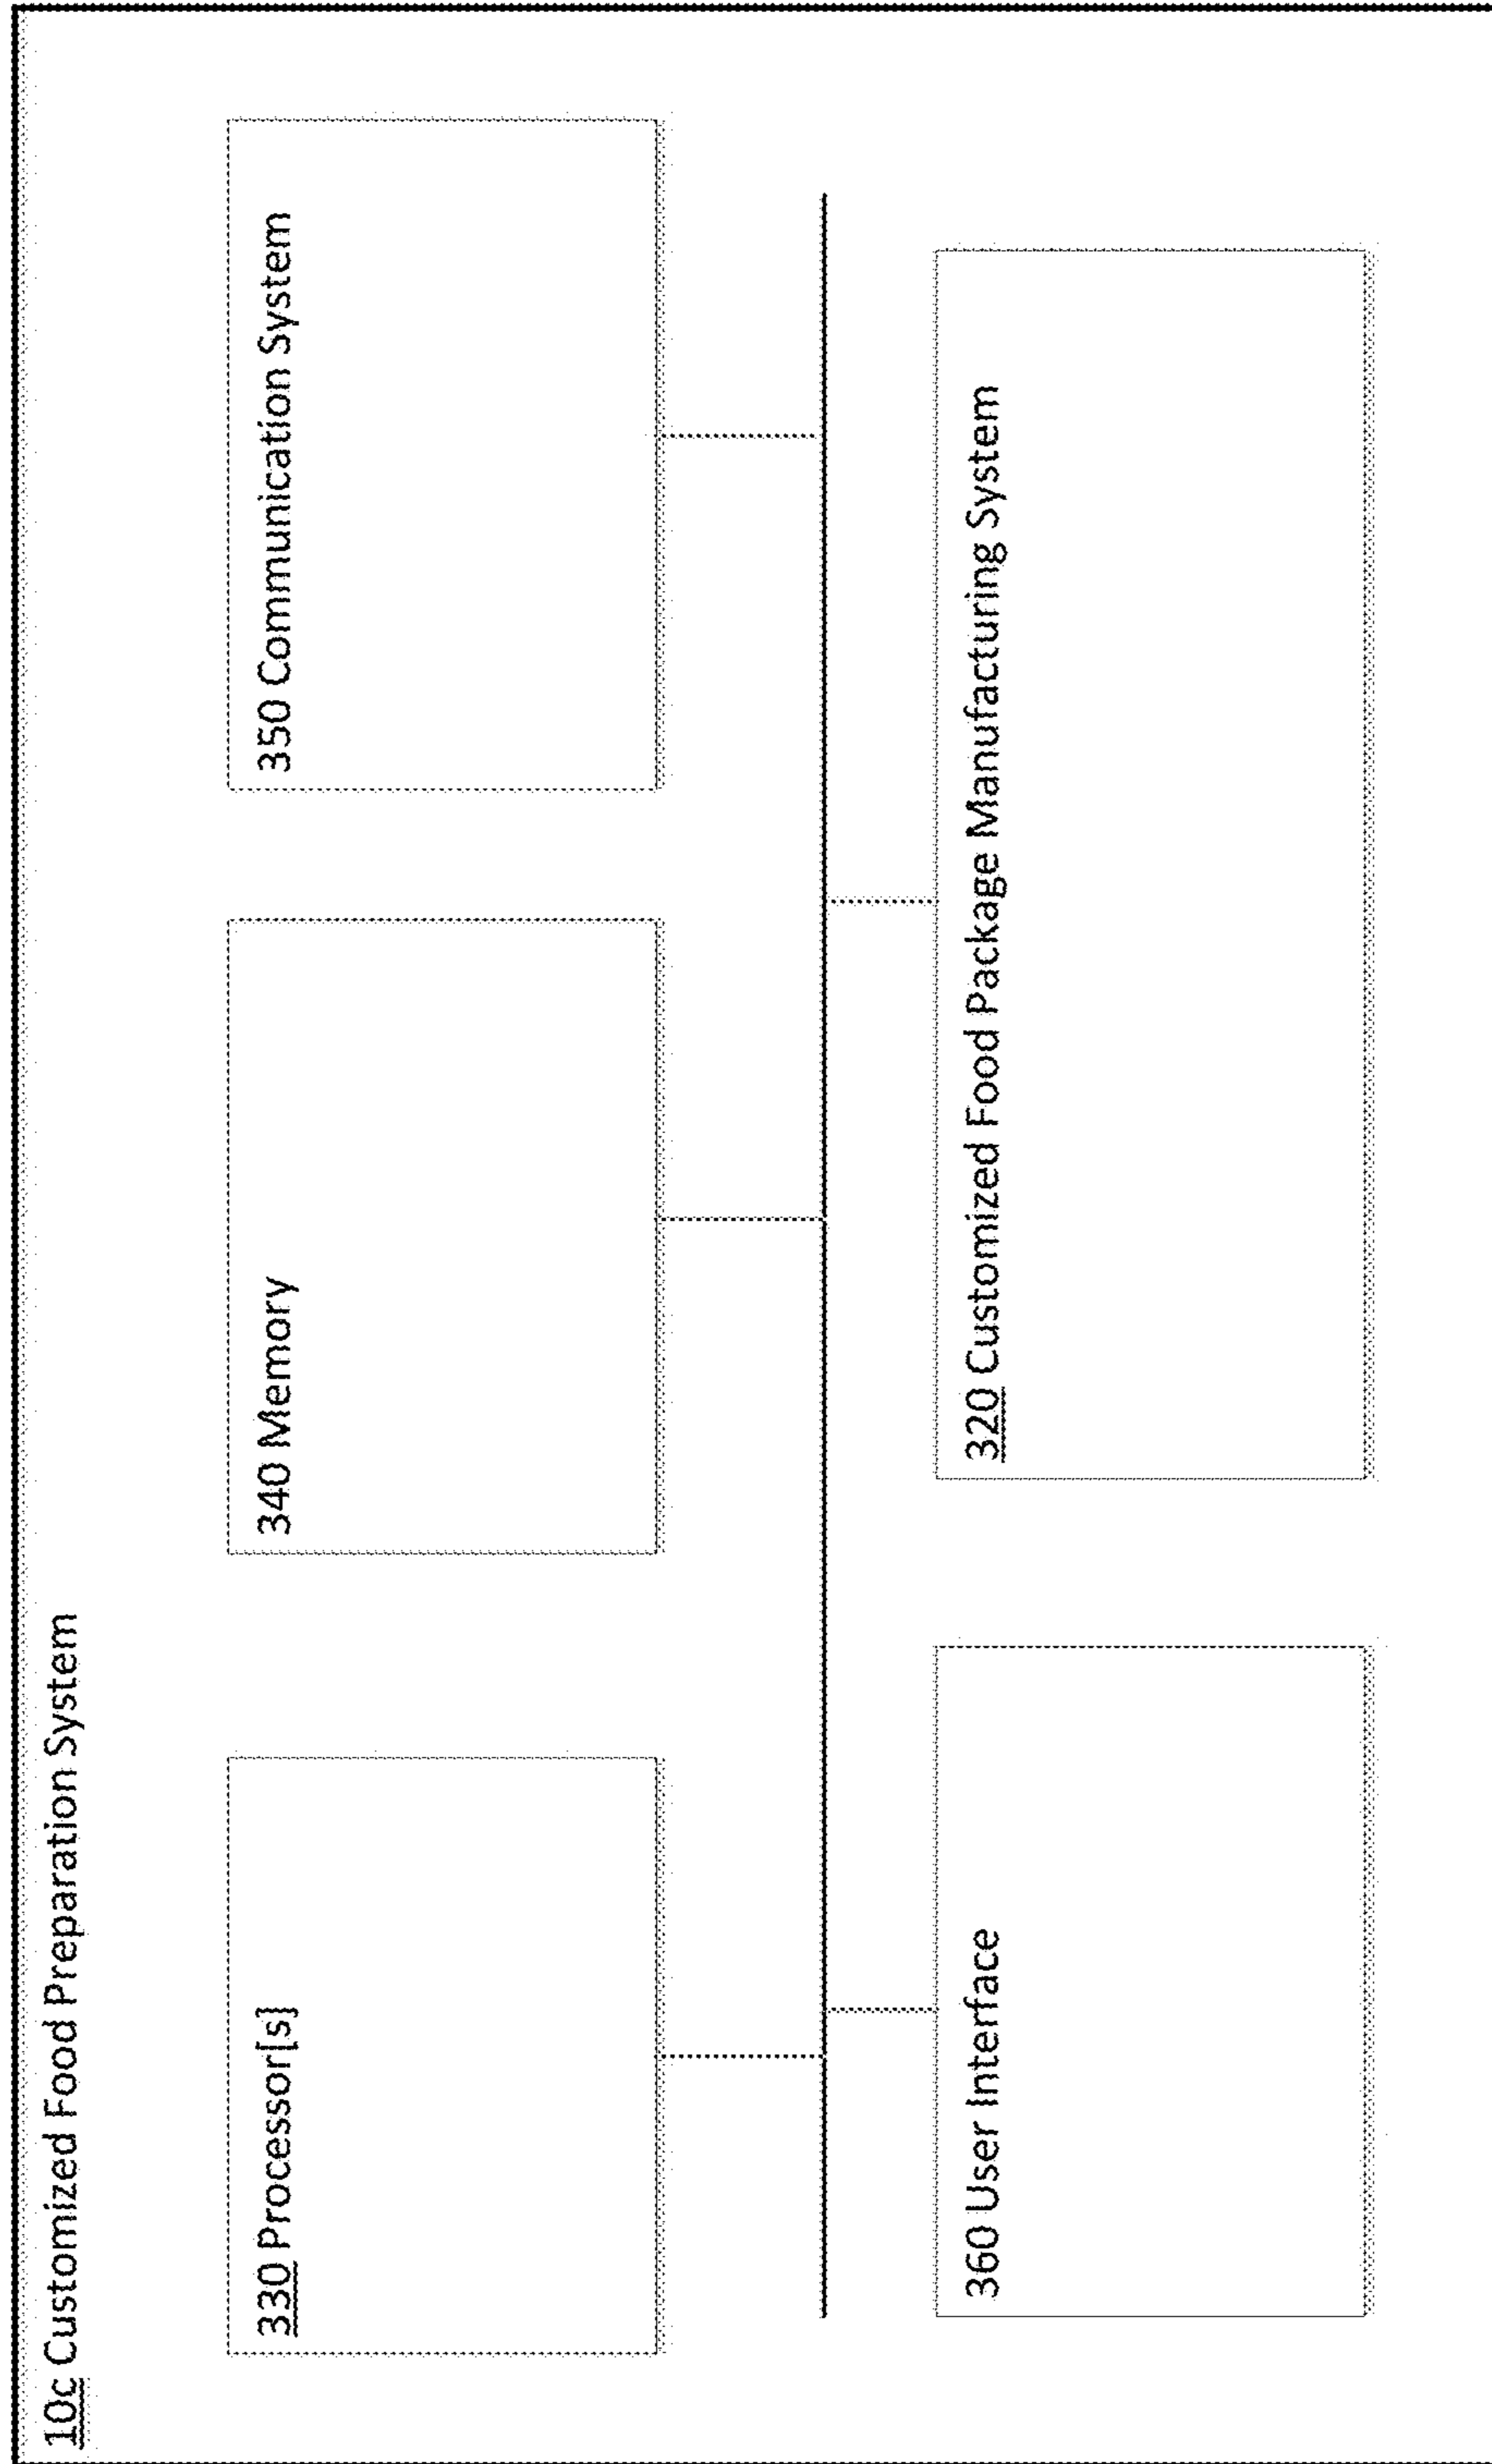 10c Customized Food Preparation System
330 Processor[s]
340 Memory
350 Communication System
360 User Interface
320 Customized Food Package Manufacturing System